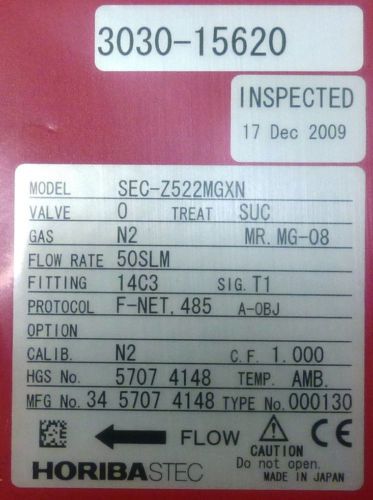 3030-15620
INSPECTED
17 Dec 2009
MODEL SEC-Z522MGXN
VALVE O TREAT SUC
GAS N2 MR. MG-08
FLOW RATE 50SLM
FITTING 14C3 SIG. T1
PROTOCOL F-NET, 485 A-OBJ
OPTION
CALIB. N2 C.F. 1.000
HGS No. 5707 4148 TEMP. AMB.
MFG No. 34 5707 4148 TYPE No. 000130
FLOW
CAUTION
Do not open.
HORIBASTEC MADE IN JAPAN
CE